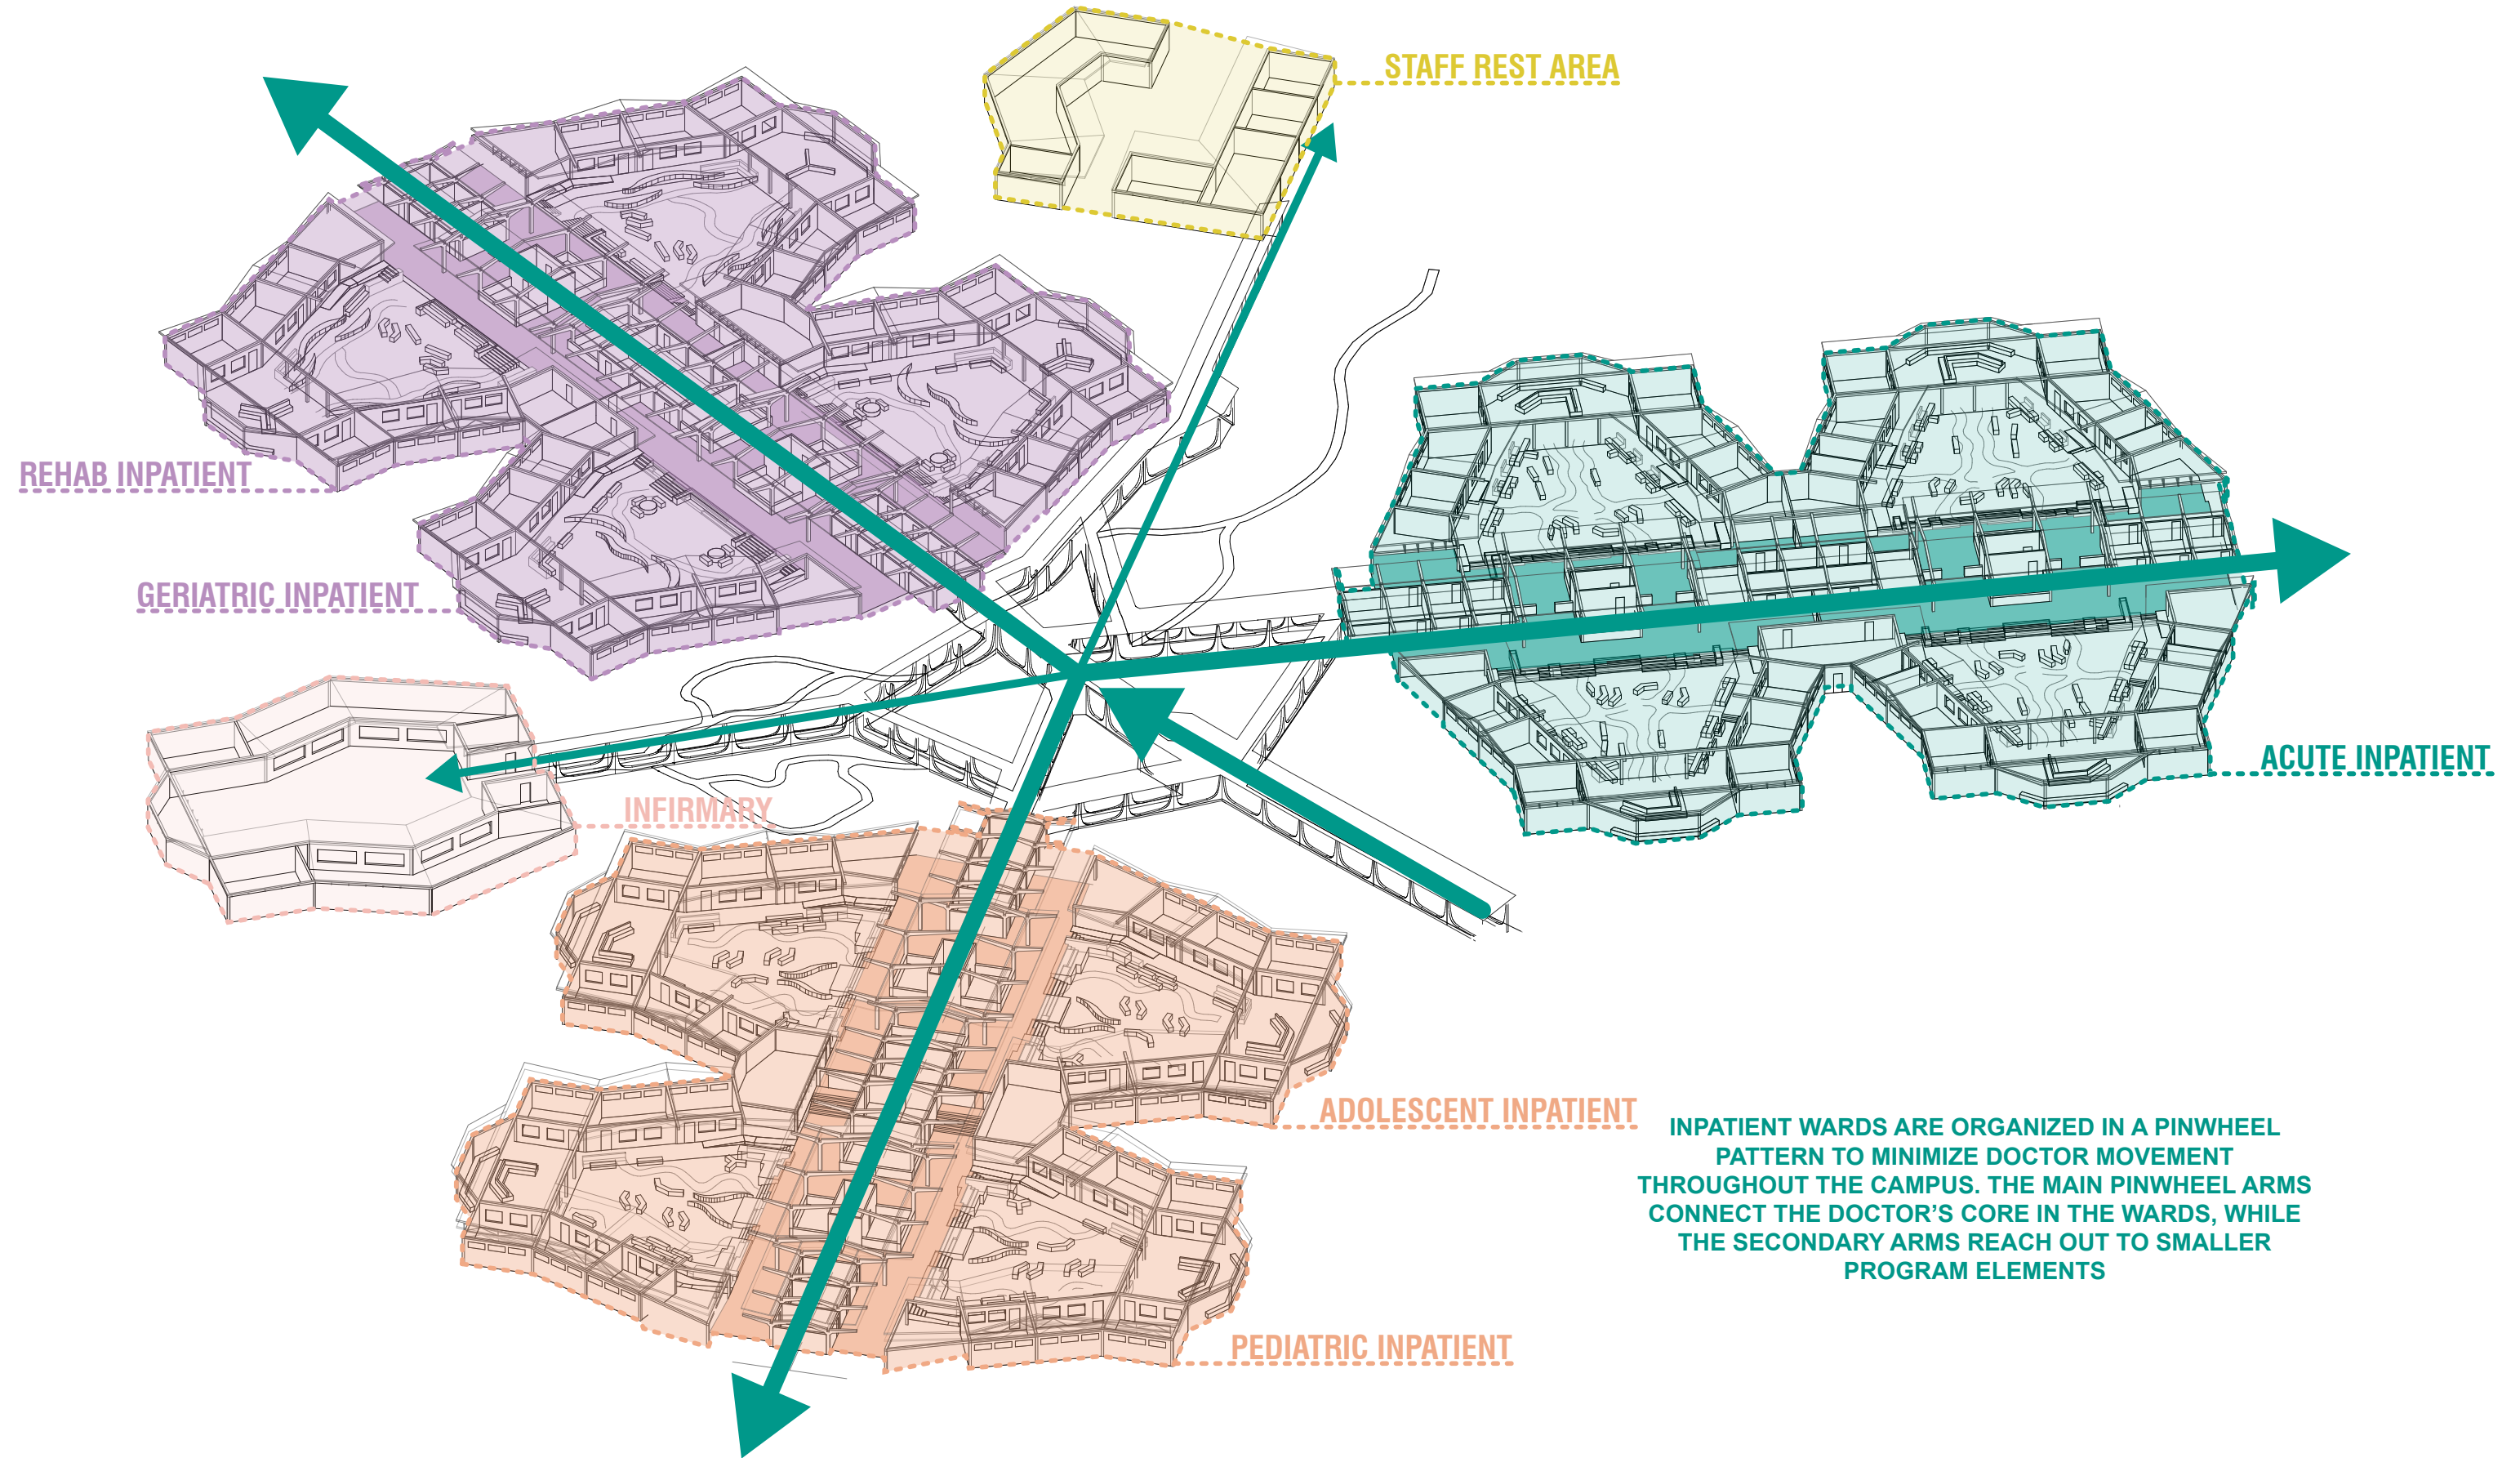 STAFF REST AREA
REHAB INPATIENT
GERIATRIC INPATIENT
ACUTE INPATIENT
INFIRMARY
ADOLESCENT INPATIENT
INPATIENT WARDS ARE ORGANIZED IN A PINWHEEL
PATTERN TO MINIMIZE DOCTOR MOVEMENT
THROUGHOUT THE CAMPUS. THE MAIN PINWHEEL ARMS
CONNECT THE DOCTOR'S CORE IN THE WARDS, WHILE
THE SECONDARY ARMS REACH OUT TO SMALLER
PROGRAM ELEMENTS
PEDIATRIC INPATIENT